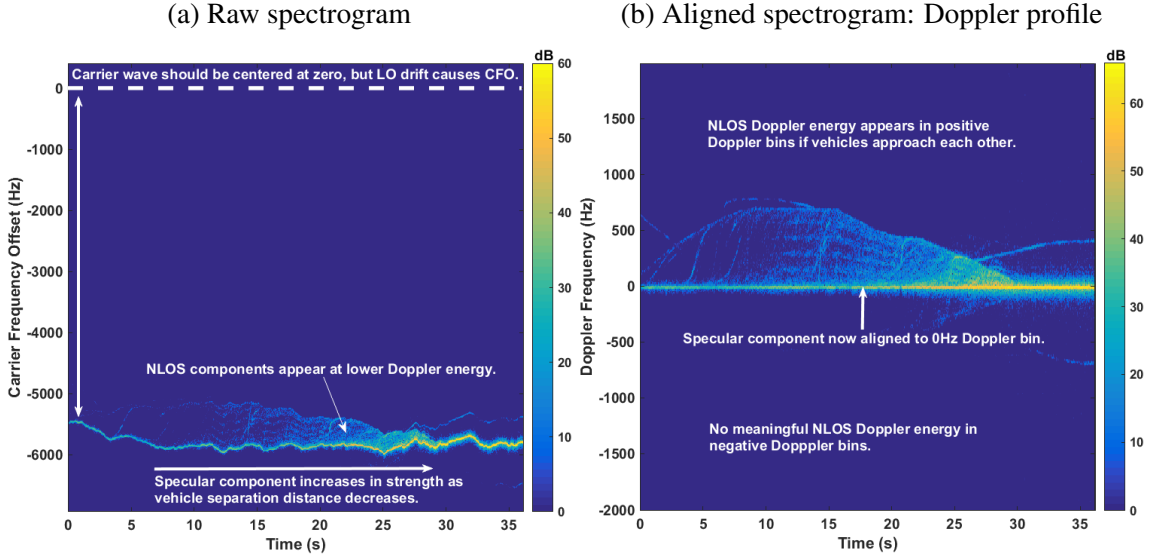 (a) Raw spectrogram
dB
Carrier wave should be centered at zero, but LO drift causes CFO.
0
-1000
-2000
-3000
-4000
-5000
-6000
Carrier Frequency Offset (Hz)
NLOS components appear at lower Doppler energy.
Specular component increases in strength as
vehicle separation distance decreases.
0 5 10 15 20 25 30 35
Time (s)
60
50
40
30
20
10
0
(b) Aligned spectrogram: Doppler profile
dB
1500
1000
500
0
-500
-1000
-1500
-2000
Doppler Frequency (Hz)
NLOS Doppler energy appears in positive
Doppler bins if vehicles approach each other.
Specular component now aligned to 0Hz Doppler bin.
No meaningful NLOS Doppler energy in
negative Dopppler bins.
0 5 10 15 20 25 30 35
Time (s)
60
50
40
30
20
10
0